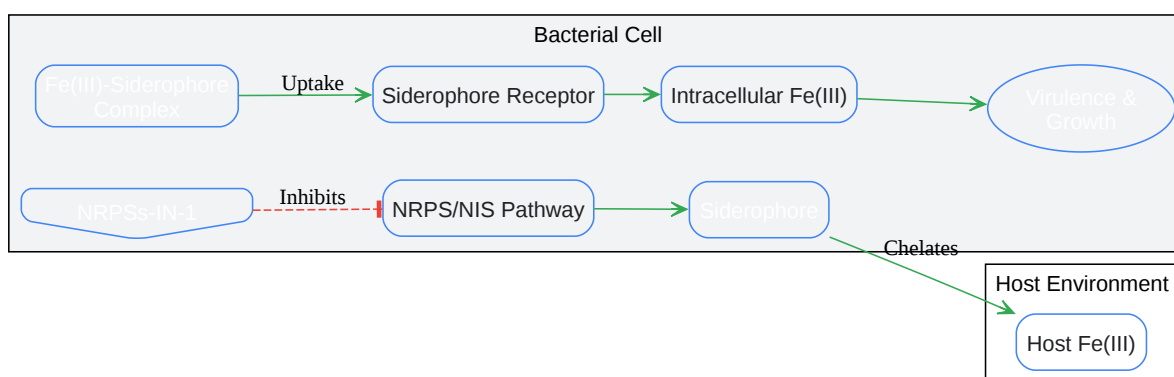 Bacterial Cell
Fe(III)-Siderophore
Complex
Uptake
Siderophore Receptor
Intracellular Fe(III)
Virulence &
Growth
NRPSs-IN-1
Inhibits
NRPS/NIS Pathway
Siderophore
Chelates
Host Environment
Host Fe(III)